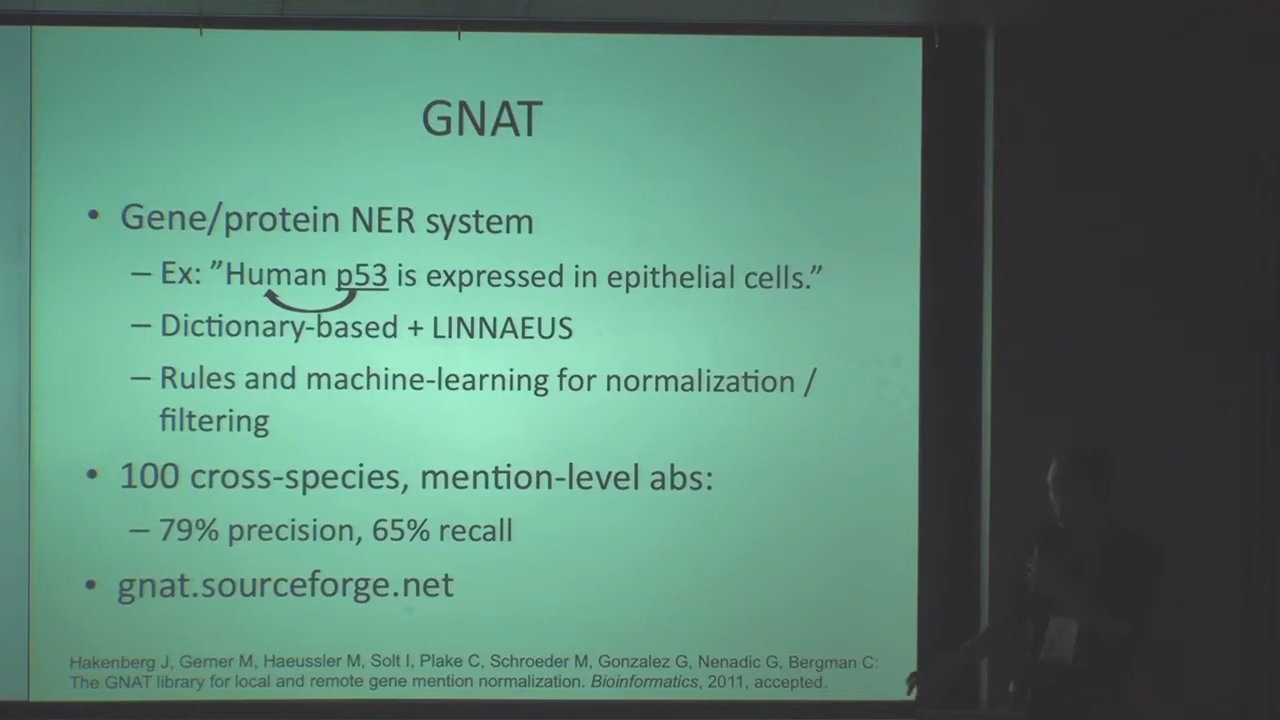 GNAT
• Gene/protein NER system
– Ex: ”Human p53 is expressed in epithelial cells.”
– Dictionary-based + LINNAEUS
– Rules and machine-learning for normalization /
filtering
• 100 cross-species, mention-level abs:
– 79% precision, 65% recall
• gnat.sourceforge.net
Hakenberg J, Gerner M, Haeussler M, Solt I, Plake C, Schroeder M, Gonzalez G, Nenadic G, Bergman C:
The GNAT library for local and remote gene mention normalization. Bioinformatics, 2011, accepted.